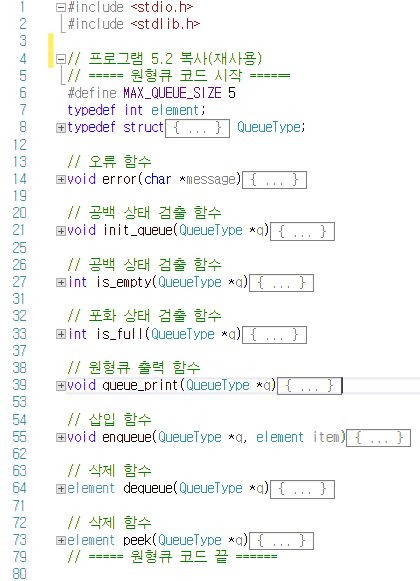 1 #include <stdio.h>
2 #include <stdlib.h>
3
4 // 프로그램 5.2 복사(재사용)
5 // ===== 원형큐 코드 시작 ======
6 #define MAX_QUEUE_SIZE 5
7 typedef int element;
8 typedef struct { ... } QueueType;
12
13 // 오류 함수
14 void error(char *message) { ... }
19
20 // 공백 상태 검출 함수
21 void init_queue(QueueType *q) { ... }
25
26 // 공백 상태 검출 함수
27 int is_empty(QueueType *q) { ... }
31
32 // 포화 상태 검출 함수
33 int is_full(QueueType *q) { ... }
37
38 // 원형큐 출력 함수
39 void queue_print(QueueType *q) { ... }
53
54 // 삽입 함수
55 void enqueue(QueueType *q, element item) { ... }
62
63 // 삭제 함수
64 element dequeue(QueueType *q) { ... }
71
72 // 삭제 함수
73 element peek(QueueType *q) { ... }
79 // ===== 원형큐 코드 끝 ======
80